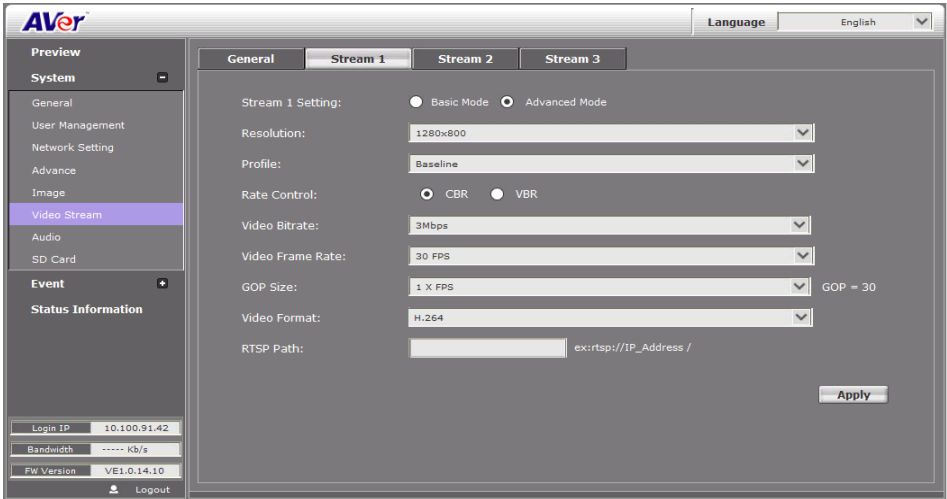 AVer
Language English
Preview
System
General
User Management
Network Setting
Advance
Image
Video Stream
Audio
SD Card
Event
Status Information
Login IP 10.100.91.42
Bandwidth ----- Kb/s
FW Version VE1.0.14.10
Logout
General Stream 1 Stream 2 Stream 3
Stream 1 Setting: Basic Mode Advanced Mode
Resolution: 1280x800
Profile: Baseline
Rate Control: CBR VBR
Video Bitrate: 3Mbps
Video Frame Rate: 30 FPS
GOP Size: 1 X FPS GOP = 30
Video Format: H.264
RTSP Path: ex:rtsp://IP_Address /
Apply